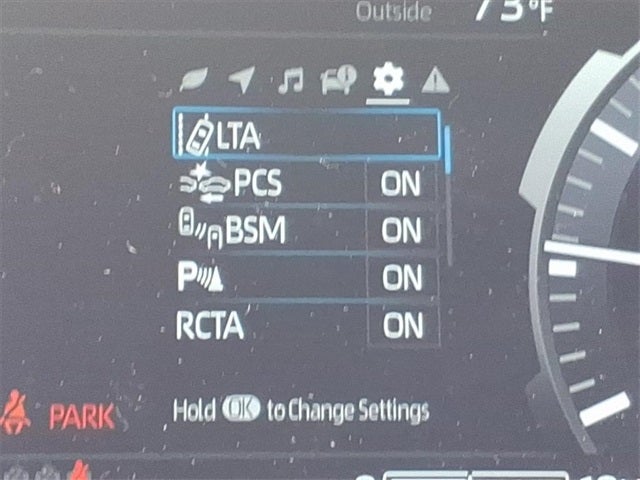 Outside 73°F
LTA
PCS ON
BSM ON
P ON
RCTA ON
Hold OK to Change Settings
PARK